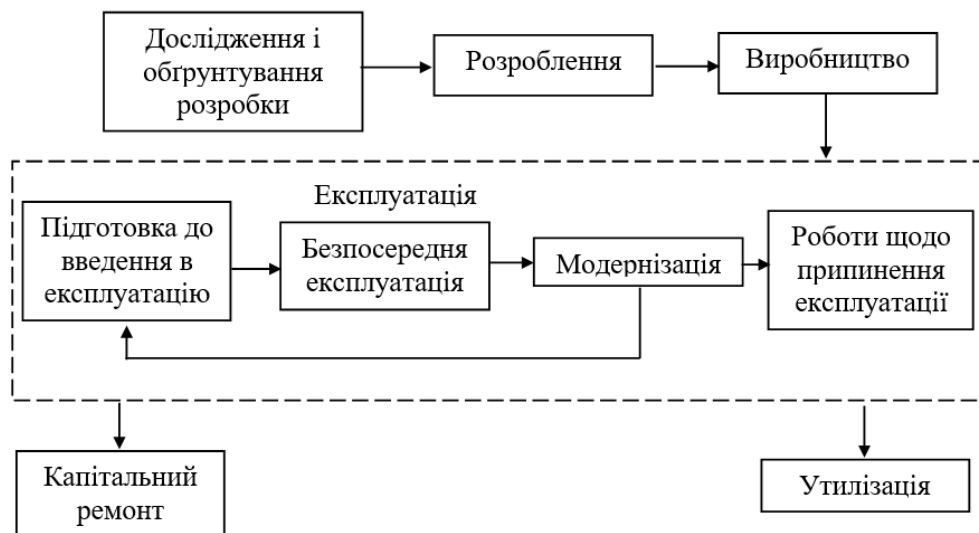 Дослідження і
обґрунтування
розробки
Розроблення
Виробництво
Експлуатація
Підготовка до
введення в
експлуатацію
Безпосередня
експлуатація
Модернізація
Роботи щодо
припинення
експлуатації
Капітальний
ремонт
Утилізація